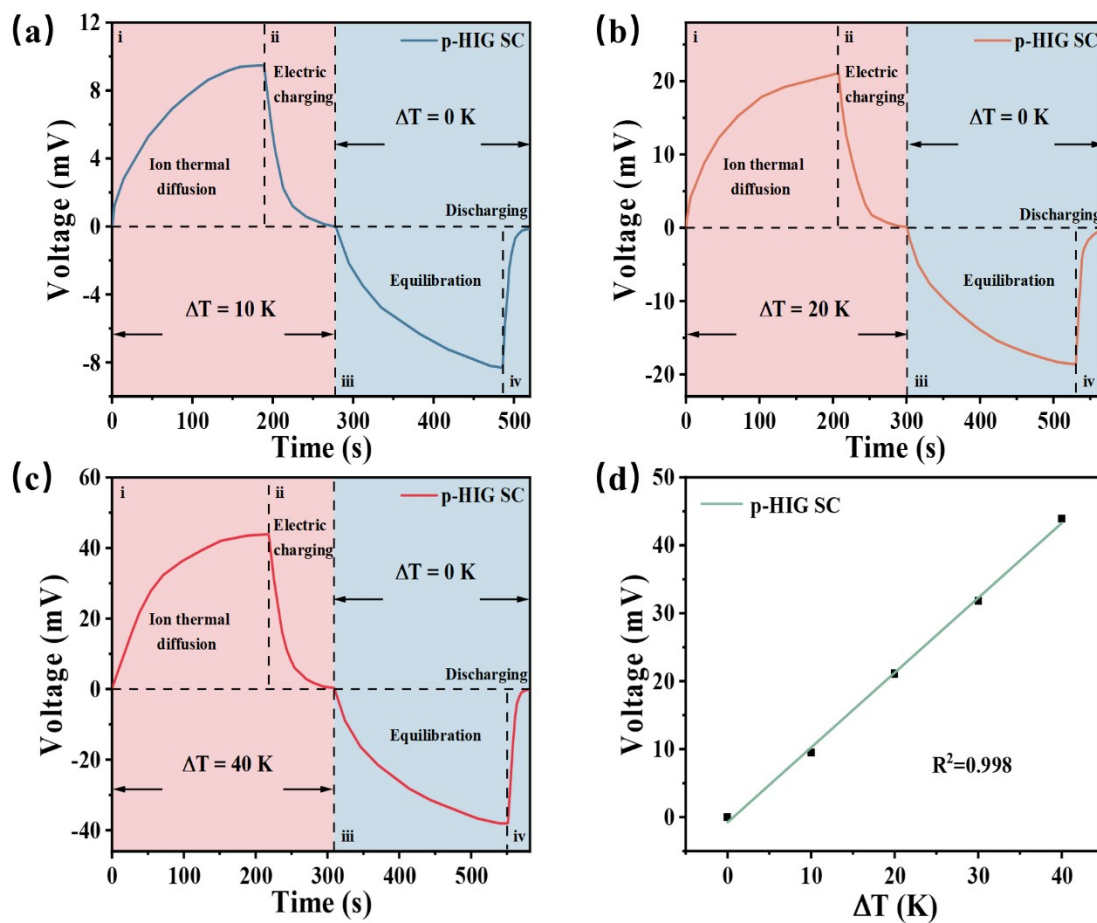 (a)
i
ii
p-HIG SC
Electric
charging
ΔT = 0 K
Ion thermal
diffusion
Discharging
Equilibration
ΔT = 10 K
iii
iv
12
8
4
0
-4
-8
Voltage (mV)
0 100 200 300 400 500
Time (s)
(b)
i
ii
p-HIG SC
Electric
charging
ΔT = 0 K
Ion thermal
diffusion
Discharging
Equilibration
ΔT = 20 K
iii
iv
20
10
0
-10
-20
Voltage (mV)
0 100 200 300 400 500
Time (s)
(c)
i
ii
p-HIG SC
Electric
charging
ΔT = 0 K
Ion thermal
diffusion
Discharging
Equilibration
ΔT = 40 K
iii
iv
60
40
20
0
-20
-40
Voltage (mV)
0 100 200 300 400 500
Time (s)
(d)
p-HIG SC
R²=0.998
50
40
30
20
10
0
Voltage (mV)
0 10 20 30 40
ΔT (K)